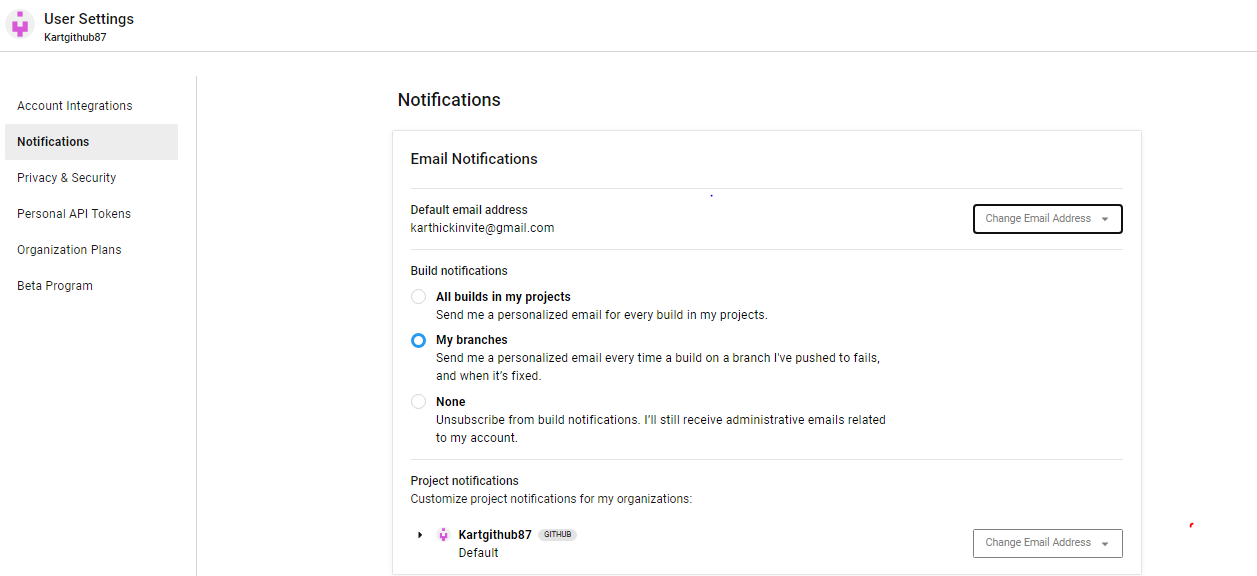 User Settings
Kartgithub87
Account Integrations
Notifications
Privacy & Security
Personal API Tokens
Organization Plans
Beta Program
Notifications
Email Notifications
Default email address
karthickinvite@gmail.com
Change Email Address
Build notifications
All builds in my projects
Send me a personalized email for every build in my projects.
My branches
Send me a personalized email every time a build on a branch I've pushed to fails,
and when it's fixed.
None
Unsubscribe from build notifications. I'll still receive administrative emails related
to my account.
Project notifications
Customize project notifications for my organizations:
Kartgithub87 GITHUB
Default
Change Email Address